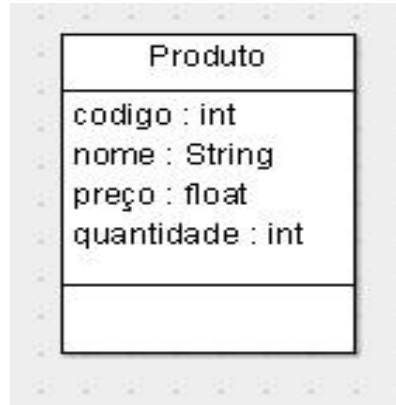 Produto
codigo : int
nome : String
preço : float
quantidade : int